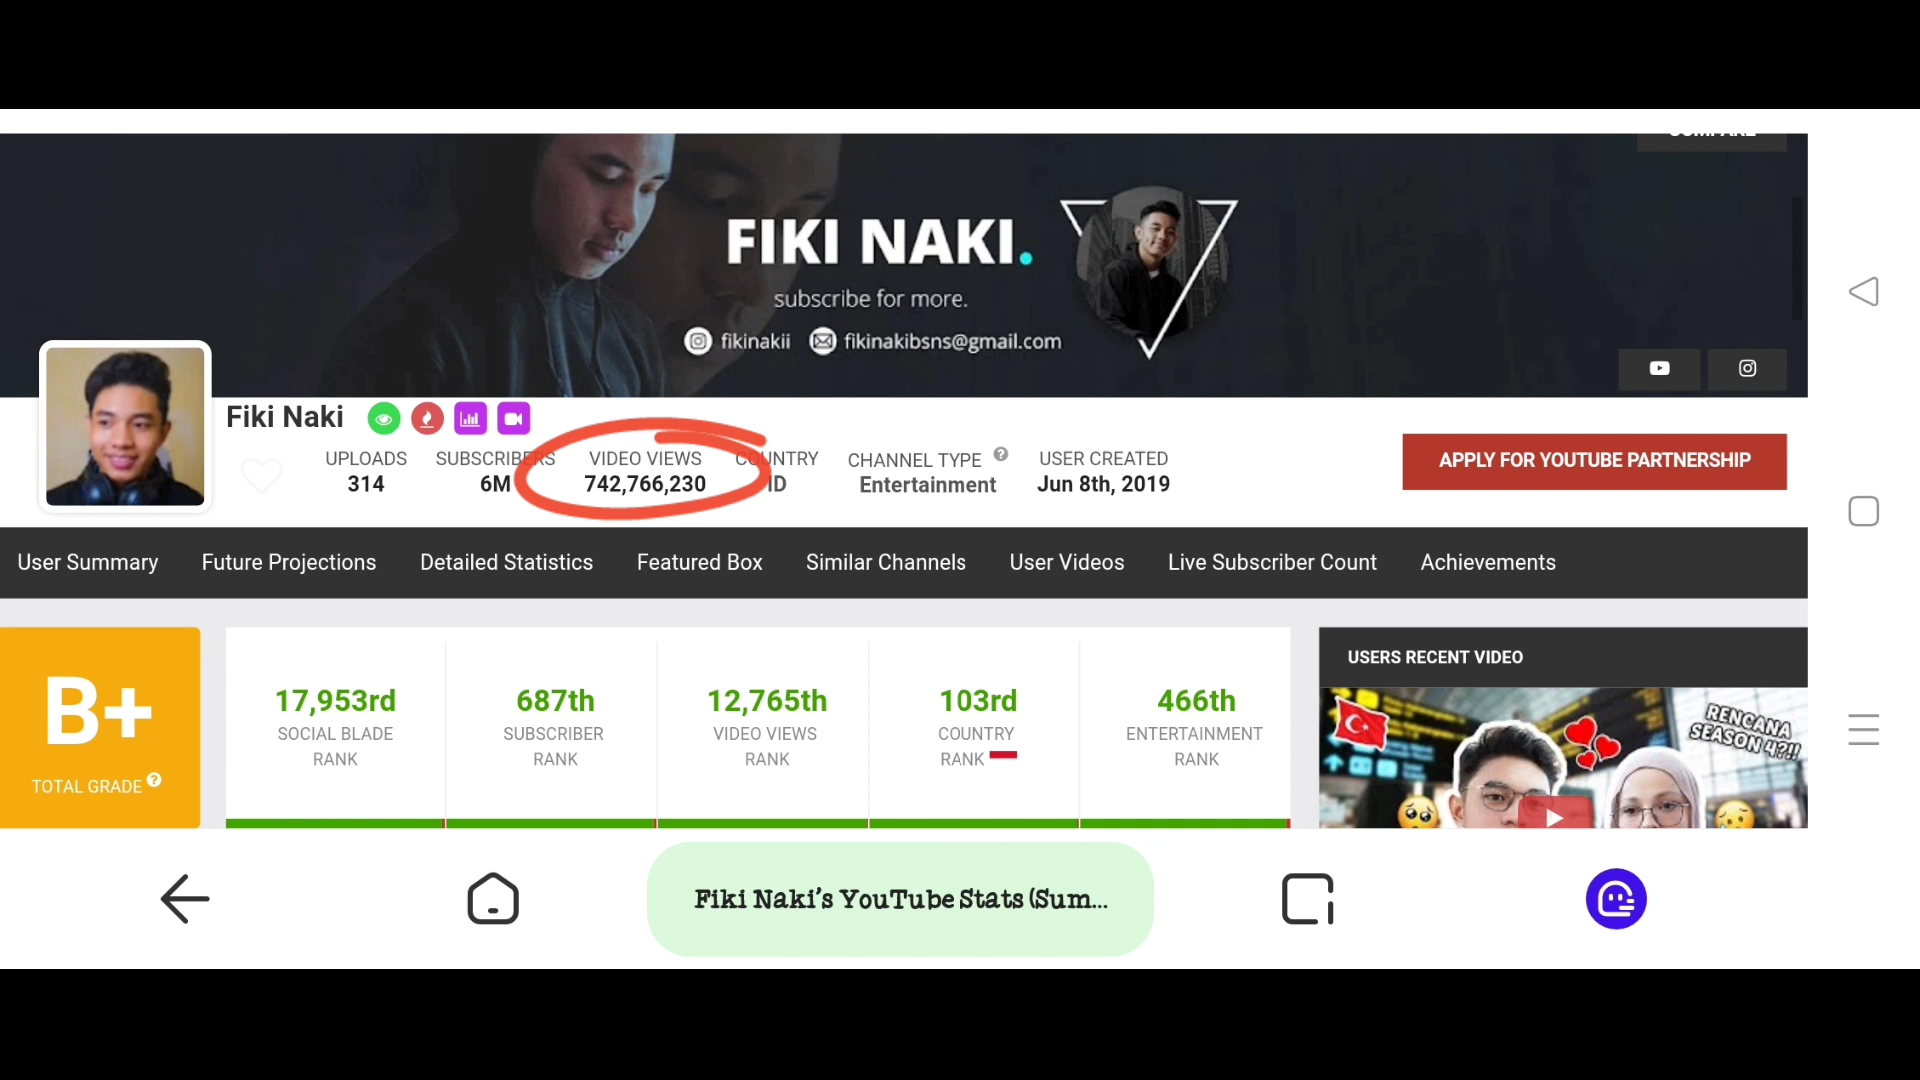 FIKI NAKI.
subscribe for more.
fikinakii fikinakibsns@gmail.com
Fiki Naki
UPLOADS SUBSCRIBERS VIDEO VIEWS COUNTRY CHANNEL TYPE ? USER CREATED
314 6M 742,766,230 ID Entertainment Jun 8th, 2019
APPLY FOR YOUTUBE PARTNERSHIP
User Summary Future Projections Detailed Statistics Featured Box Similar Channels User Videos Live Subscriber Count Achievements
B+
TOTAL GRADE ?
17,953rd
SOCIAL BLADE
RANK
687th
SUBSCRIBER
RANK
12,765th
VIDEO VIEWS
RANK
103rd
COUNTRY
RANK
466th
ENTERTAINMENT
RANK
USERS RECENT VIDEO
RENCANA
SEASON 4?!!
Fiki Naki's YouTube Stats (Sum...